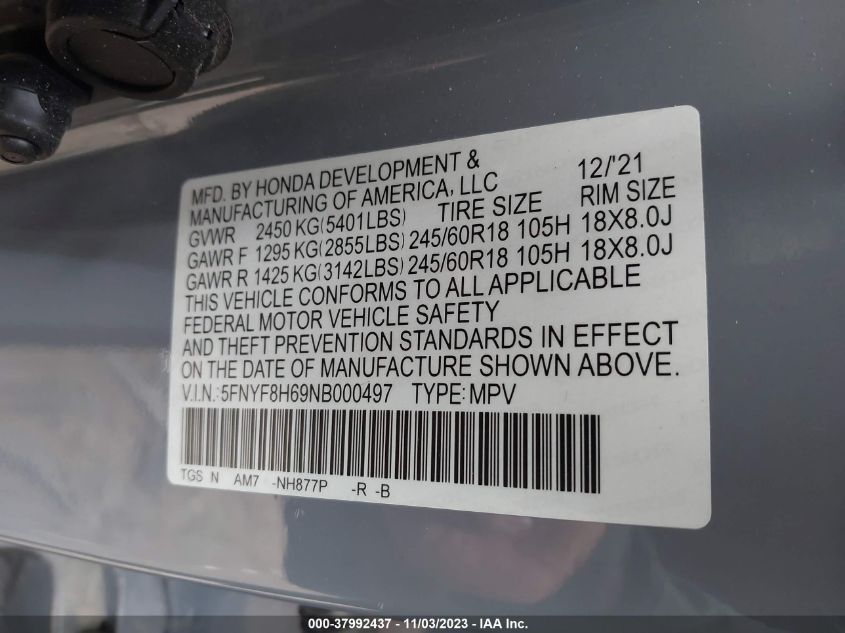 MFD. BY HONDA DEVELOPMENT & 12/'21
MANUFACTURING OF AMERICA, LLC
GVWR 2450 KG(5401LBS) TIRE SIZE RIM SIZE
GAWR F 1295 KG(2855LBS) 245/60R18 105H 18X8.0J
GAWR R 1425 KG(3142LBS) 245/60R18 105H 18X8.0J
THIS VEHICLE CONFORMS TO ALL APPLICABLE
FEDERAL MOTOR VEHICLE SAFETY
AND THEFT PREVENTION STANDARDS IN EFFECT
ON THE DATE OF MANUFACTURE SHOWN ABOVE.
V.I.N.: 5FNYF8H69NB000497 TYPE: MPV
TGS N AM7 -NH877P -R -B
000-37992437 - 11/03/2023 - IAA Inc.